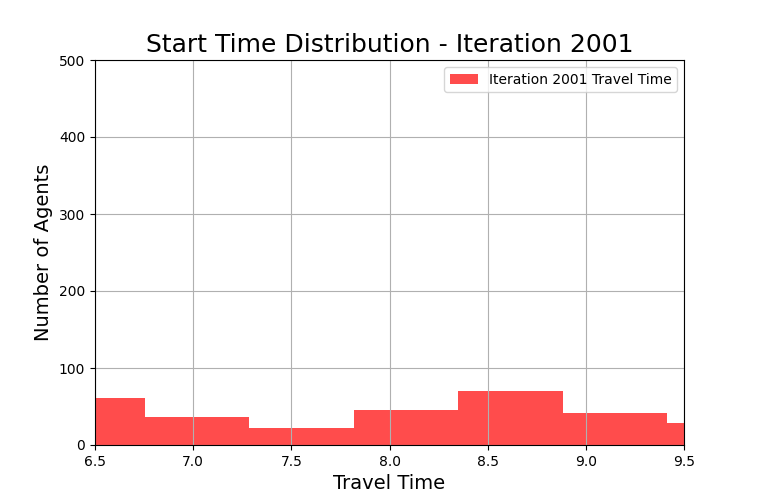 Start Time Distribution - Iteration 2001
Iteration 2001 Travel Time
Number of Agents
500
400
300
200
100
0
6.5 7.0 7.5 8.0 8.5 9.0 9.5
Travel Time